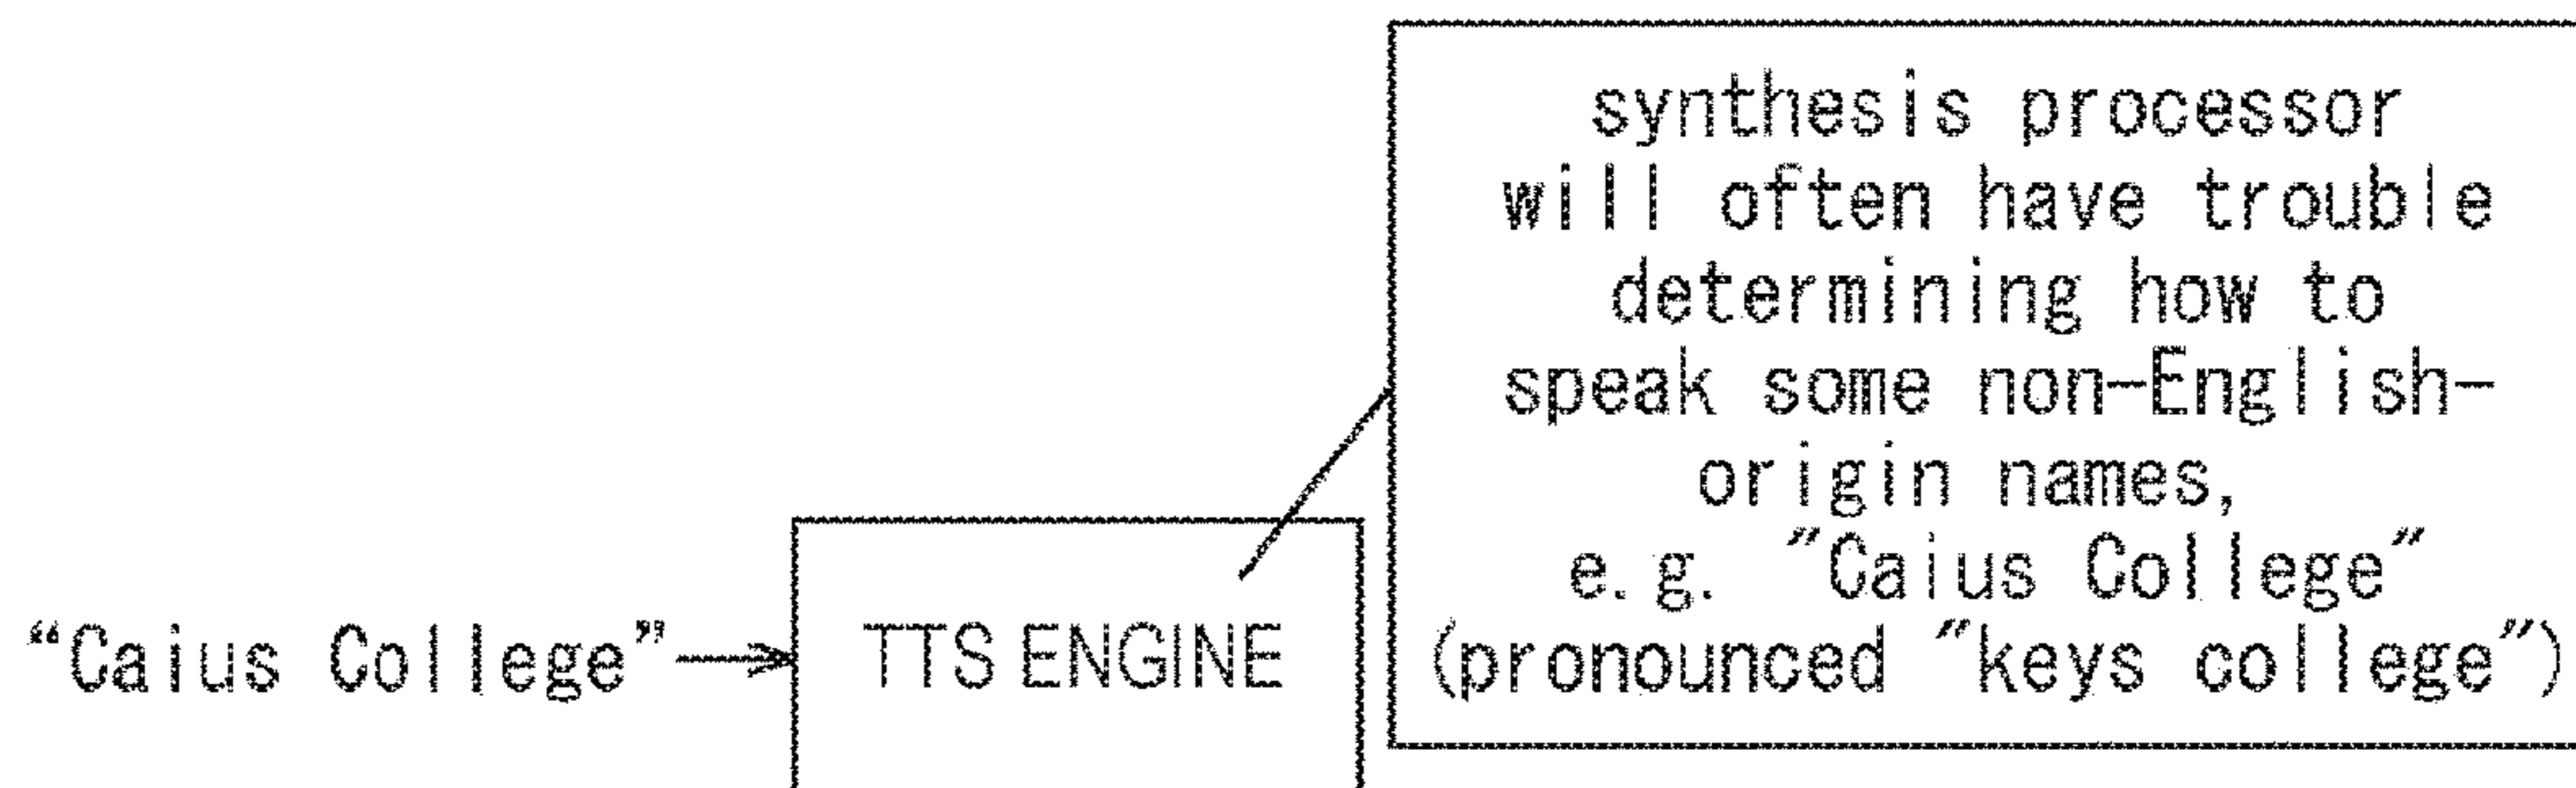 synthesis processor
will often have trouble
determining how to
speak some non-English-
origin names,
e.g. "Caius College"
(pronounced "keys college")
“Caius College”
TTS ENGINE